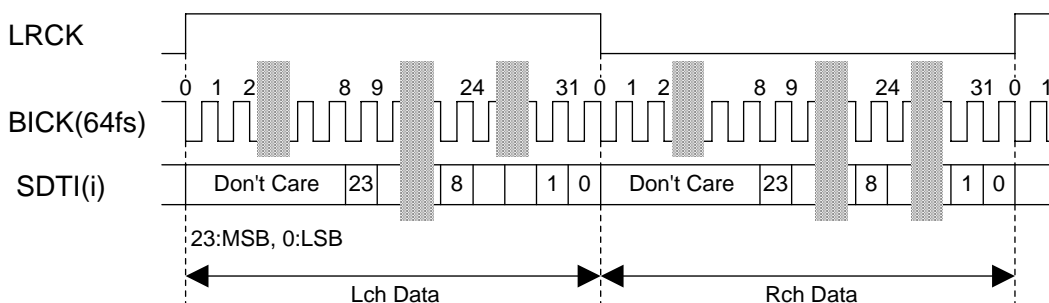 LRCK
0 1 2 8 9 24 31 0 1 2 8 9 24 31 0 1
BICK(64fs)
SDTI(i) Don't Care 23 8 1 0 Don't Care 23 8 1 0
23:MSB, 0:LSB
Lch Data Rch Data